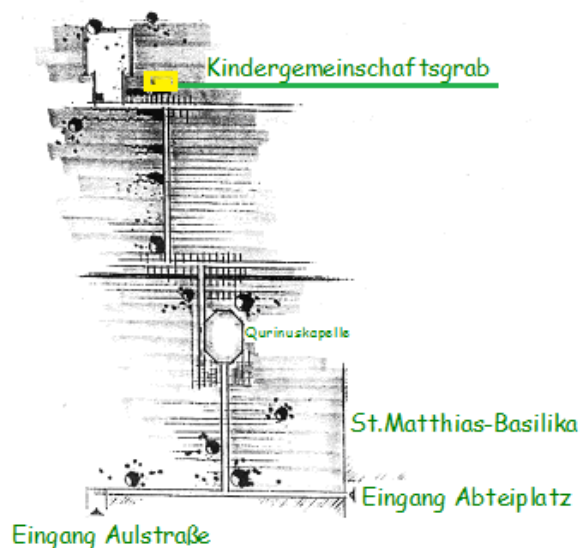 Kindergemeinschaftsgrab
Qurinuskapelle
St.Matthias-Basilika
Eingang Abteiplatz
Eingang Aulstraße